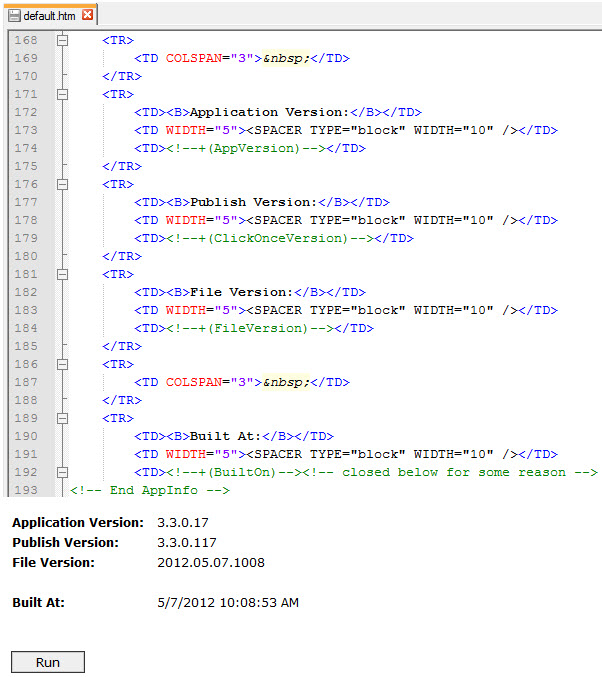 default.htm
168 <TR>
169 <TD COLSPAN="3">&nbsp;</TD>
170 </TR>
171 <TR>
172 <TD><B>Application Version:</B></TD>
173 <TD WIDTH="5"><SPACER TYPE="block" WIDTH="10" /></TD>
174 <TD><!--+(AppVersion)--></TD>
175 </TR>
176 <TR>
177 <TD><B>Publish Version:</B></TD>
178 <TD WIDTH="5"><SPACER TYPE="block" WIDTH="10" /></TD>
179 <TD><!--+(ClickOnceVersion)--></TD>
180 </TR>
181 <TR>
182 <TD><B>File Version:</B></TD>
183 <TD WIDTH="5"><SPACER TYPE="block" WIDTH="10" /></TD>
184 <TD><!--+(FileVersion)--></TD>
185 </TR>
186 <TR>
187 <TD COLSPAN="3">&nbsp;</TD>
188 </TR>
189 <TR>
190 <TD><B>Built At:</B></TD>
191 <TD WIDTH="5"><SPACER TYPE="block" WIDTH="10" /></TD>
192 <TD><!--+(BuiltOn)--><!-- closed below for some reason -->
193 <!-- End AppInfo -->
Application Version: 3.3.0.17
Publish Version: 3.3.0.117
File Version: 2012.05.07.1008
Built At: 5/7/2012 10:08:53 AM
Run